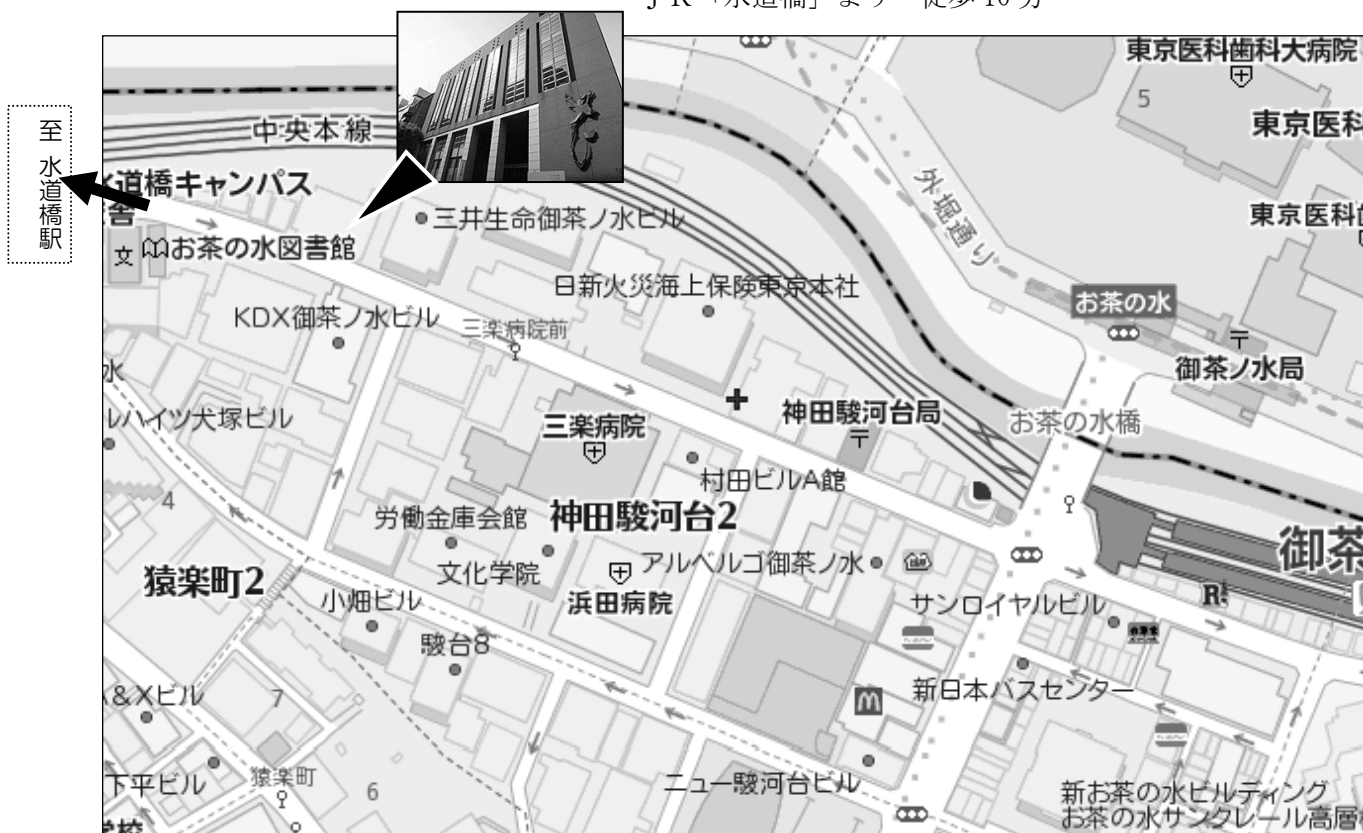 ＪＲ「水道橋」より 徒歩10分
東京医科歯科大病院
5
中央本線
東京医科
至 水道橋駅
道橋キャンパス
外堀通り
東京医科歯
舎
三井生命御茶ノ水ビル
文
お茶の水図書館
日新火災海上保険東京本社
お茶の水
KDX御茶ノ水ビル
三楽病院前
御茶ノ水局
水
ルハイツ犬塚ビル
三楽病院
神田駿河台局
お茶の水橋
村田ビルA館
4
労働金庫会館
神田駿河台2
御茶
文化学院
アルベルゴ御茶ノ水
猿楽町2
小畑ビル
浜田病院
サンロイヤルビル
R
駿台8
A&Xビル
7
新日本バスセンター
下平ビル
猿楽町
6
ニュー駿河台ビル
新お茶の水ビルディング
お茶の水サンクレール高層
学校